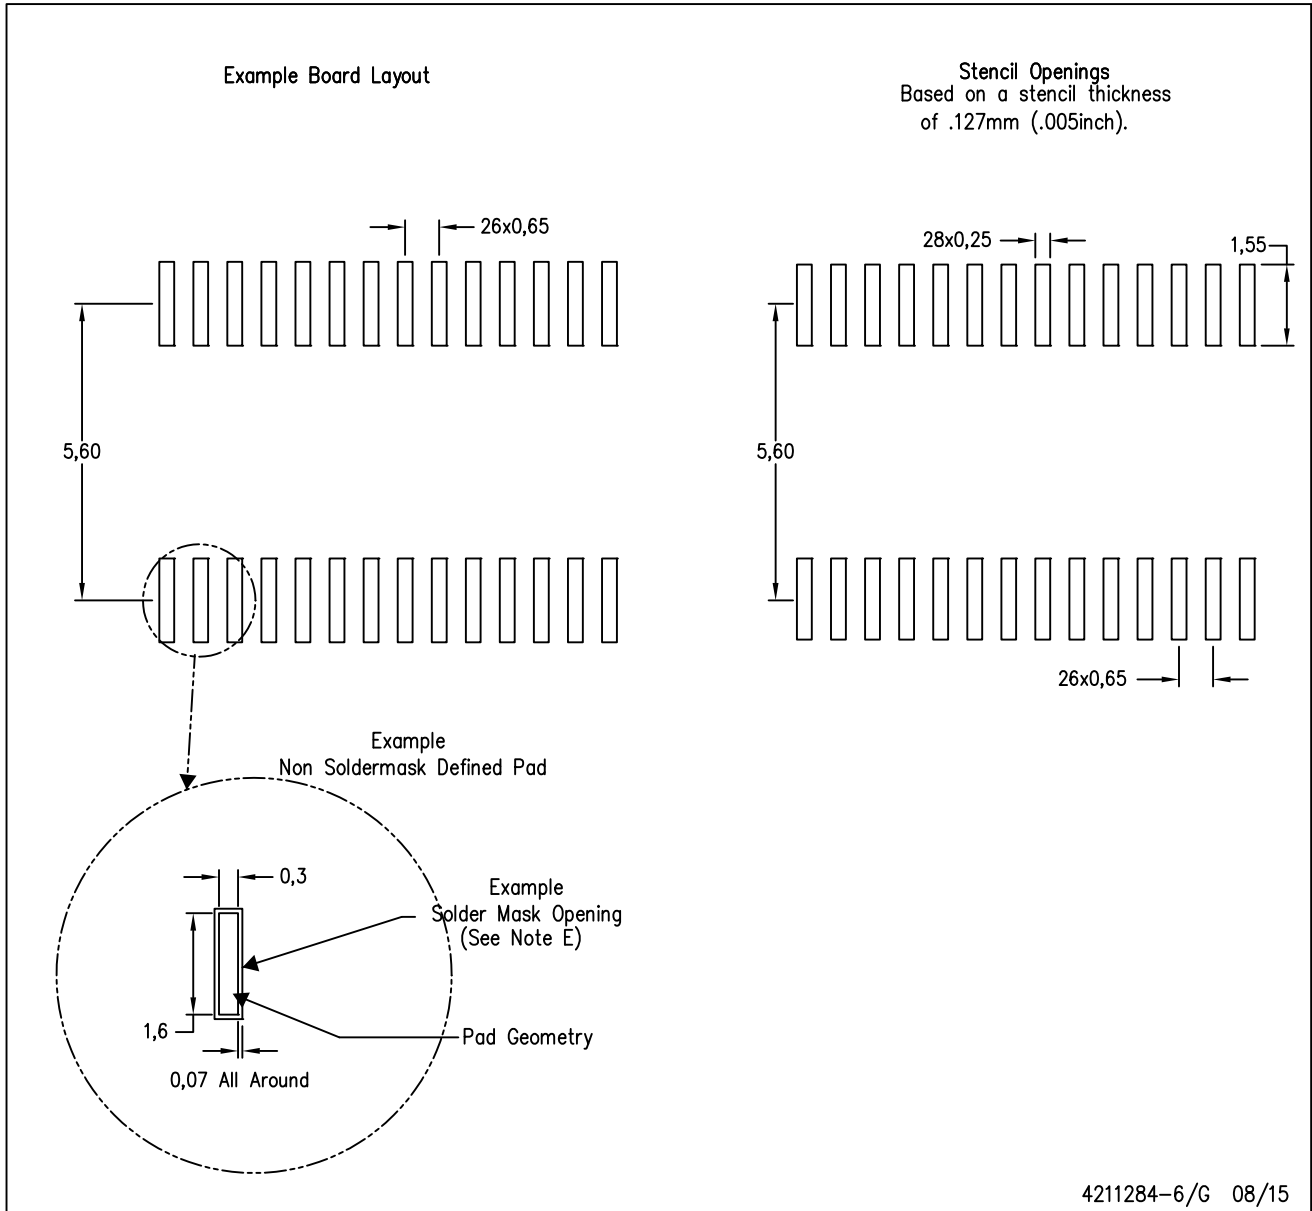 Example Board Layout
Stencil Openings
Based on a stencil thickness
of .127mm (.005inch).
26x0,65
28x0,25
1,55
5,60
5,60
26x0,65
Example
Non Soldermask Defined Pad
0,3
Example
Solder Mask Opening
(See Note E)
1,6
Pad Geometry
0,07 All Around
4211284-6/G 08/15